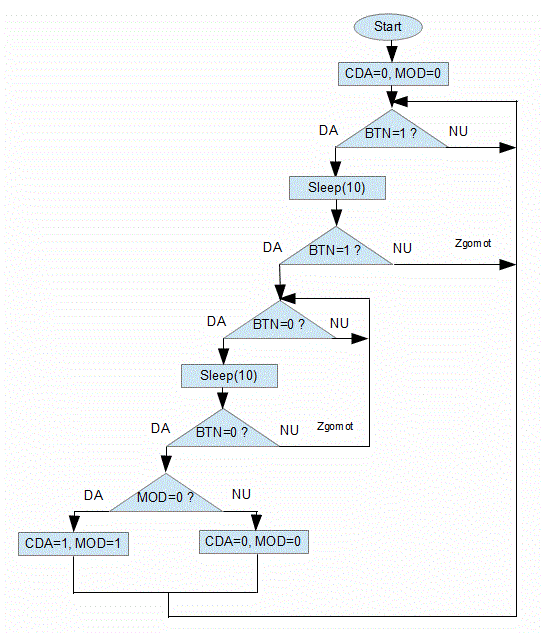 Start
CDA=0, MOD=0
DA
BTN=1 ?
NU
Sleep(10)
DA
BTN=1 ?
NU
Zgomot
DA
BTN=0 ?
NU
Sleep(10)
DA
BTN=0 ?
NU
Zgomot
DA
MOD=0 ?
NU
CDA=1, MOD=1
CDA=0, MOD=0